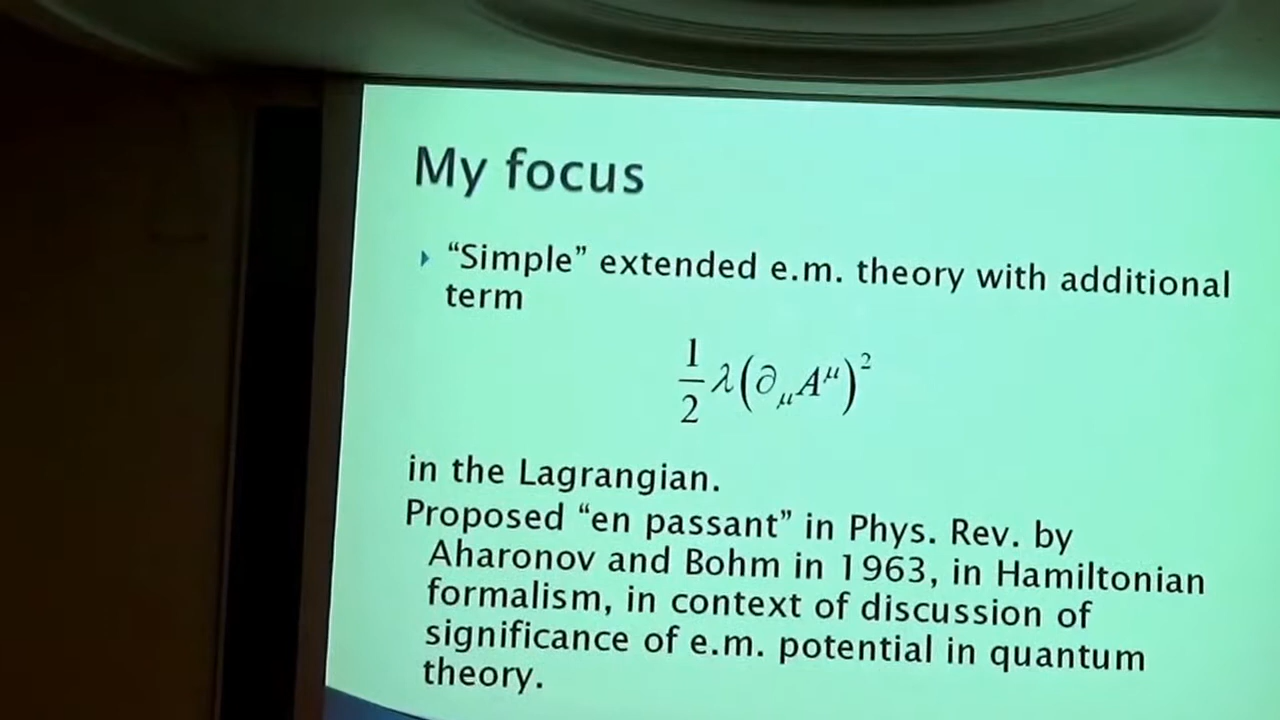 My focus
“Simple” extended e.m. theory with additional
term
1/2 λ(∂_μ A^μ)^2
in the Lagrangian.
Proposed “en passant” in Phys. Rev. by
Aharonov and Bohm in 1963, in Hamiltonian
formalism, in context of discussion of
significance of e.m. potential in quantum
theory.